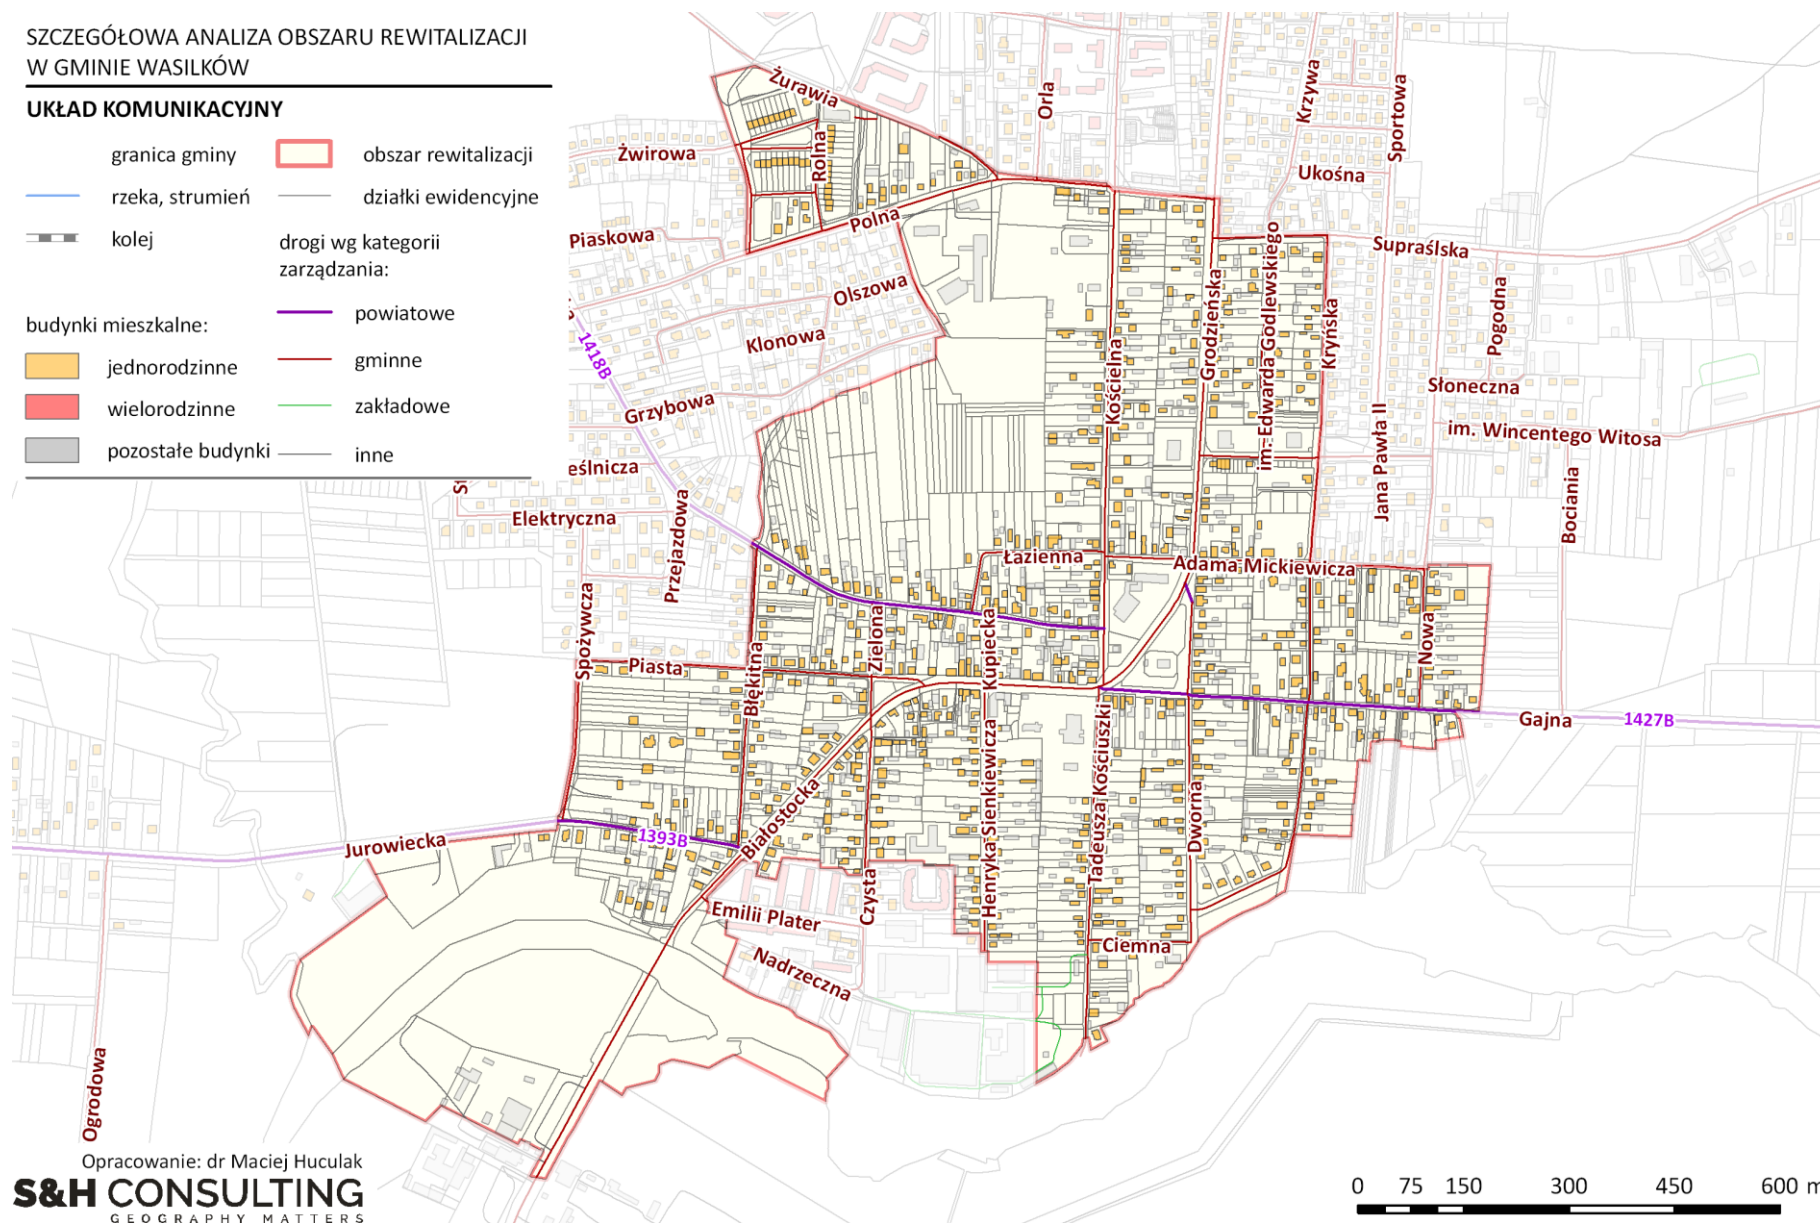 SZCZEGÓŁOWA ANALIZA OBSZARU REWITALIZACJI
W GMINIE WASILKÓW
UKŁAD KOMUNIKACYJNY
granica gminy
obszar rewitalizacji
rzeka, strumień
działki ewidencyjne
kolej
drogi wg kategorii
zarządzania:
powiatowe
budynki mieszkalne:
gminne
jednorodzinne
wielorodzinne
zakładowe
pozostałe budynki
inne
Żurawia
Orla
Krzywa
Sportowa
Żwirowa
Rolna
Ukośna
Piaskowa
Polna
Supraślska
Olszowa
Klonowa
1418B
Grzybowa
Kościelna
Grodzieńska
im. Edwarda Godlewskiego
Kryńska
Pogodna
Słoneczna
im. Wincentego Witosa
Jana Pawła II
Bociania
eślnicza
Elektryczna
Przejazdowa
Łazienna
Adama Mickiewicza
Spożywcza
Piasta
Błękitna
Zielona
Kupiecka
Nowa
Gajna
1427B
Jurowiecka
1393B
Białostocka
Henryka Sienkiewicza
Tadeusza Kościuszki
Dworna
Czysta
Emilii Plater
Ciemna
Nadrzeczna
Ogrodowa
Opracowanie: dr Maciej Huculak
S&H CONSULTING
GEOGRAPHY MATTERS
0 75 150 300 450 600 m